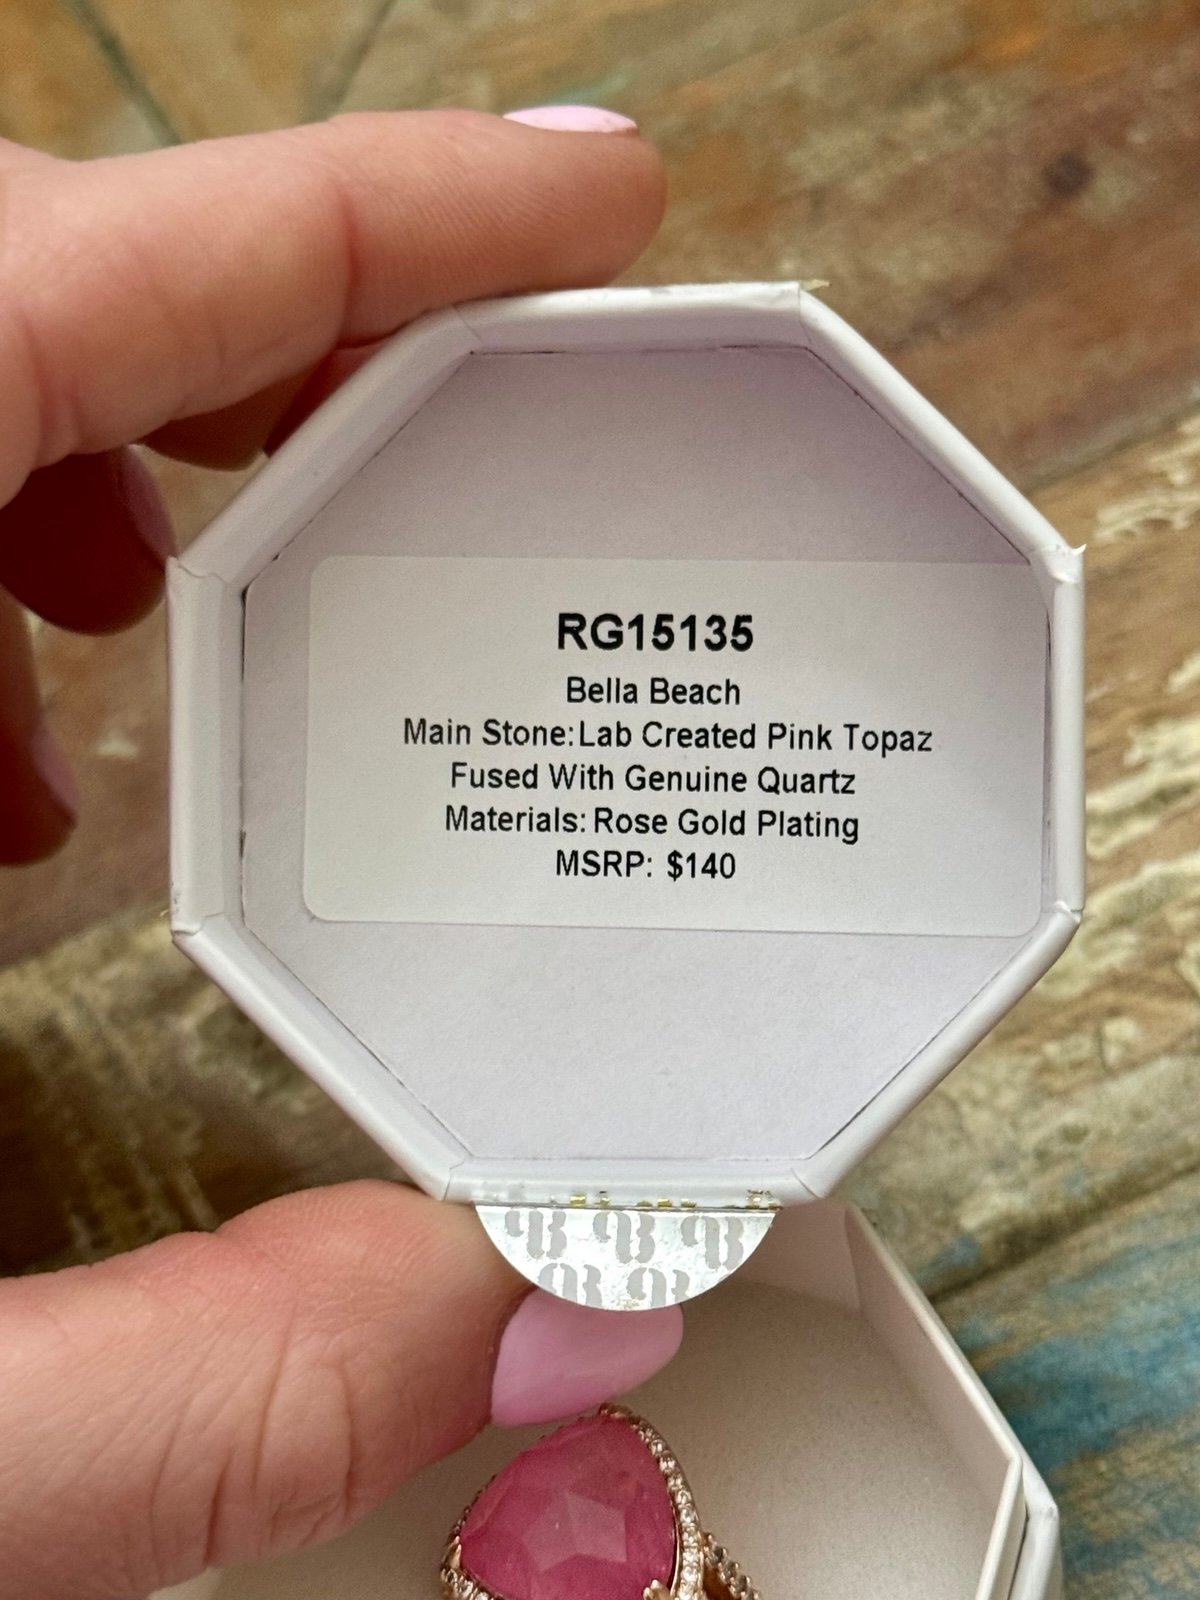 RG15135
Bella Beach
Main Stone:Lab Created Pink Topaz
Fused With Genuine Quartz
Materials: Rose Gold Plating
MSRP: $140